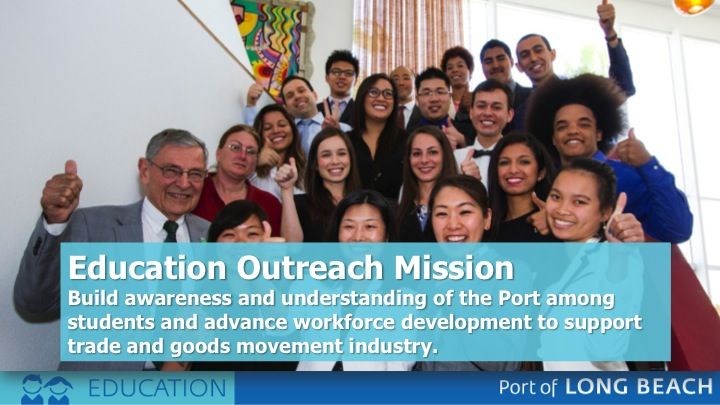 Education Outreach Mission
Build awareness and understanding of the Port among
students and advance workforce development to support
trade and goods movement industry.
EDUCATION
Port of LONG BEACH